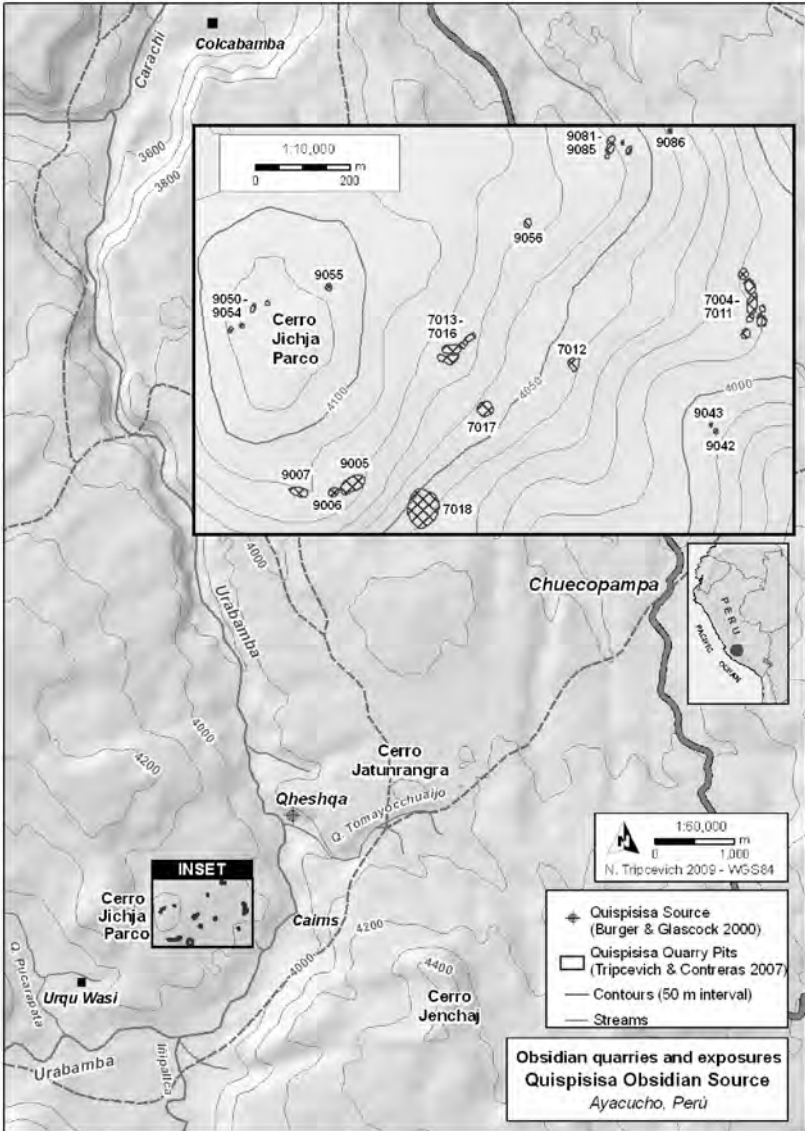 Colcabamba
Carachi
3600
3800
1:10,000
m
0 200
9081-
9085
9086
9056
9055
9050-
9054
Cerro
Jichja
Parco
7013-
7016
7004-
7011
7012
4050
4100
7017
4000
9043
9042
9007
9005
9006
7018
4000
Chuecopampa
PERU
PACIFIC
OCEAN
Urabamba
4000
4200
Cerro
Jatunrangra
Qheshqa
Q. Tomayocchuaijo
1:60,000
m
0 1,000
N. Tripcevich 2009 - WGS84
INSET
Cerro
Jichja
Parco
Caims
4200
4000
4400
Cerro
Jenchaj
Q. Pucarapata
Urqu Wasi
Urabamba
Quispisisa Source
(Burger & Glascock 2000)
Quispisisa Quarry Pits
(Tripcevich & Contreras 2007)
Contours (50 m interval)
Streams
Obsidian quarries and exposures
Quispisisa Obsidian Source
Ayacucho, Perú